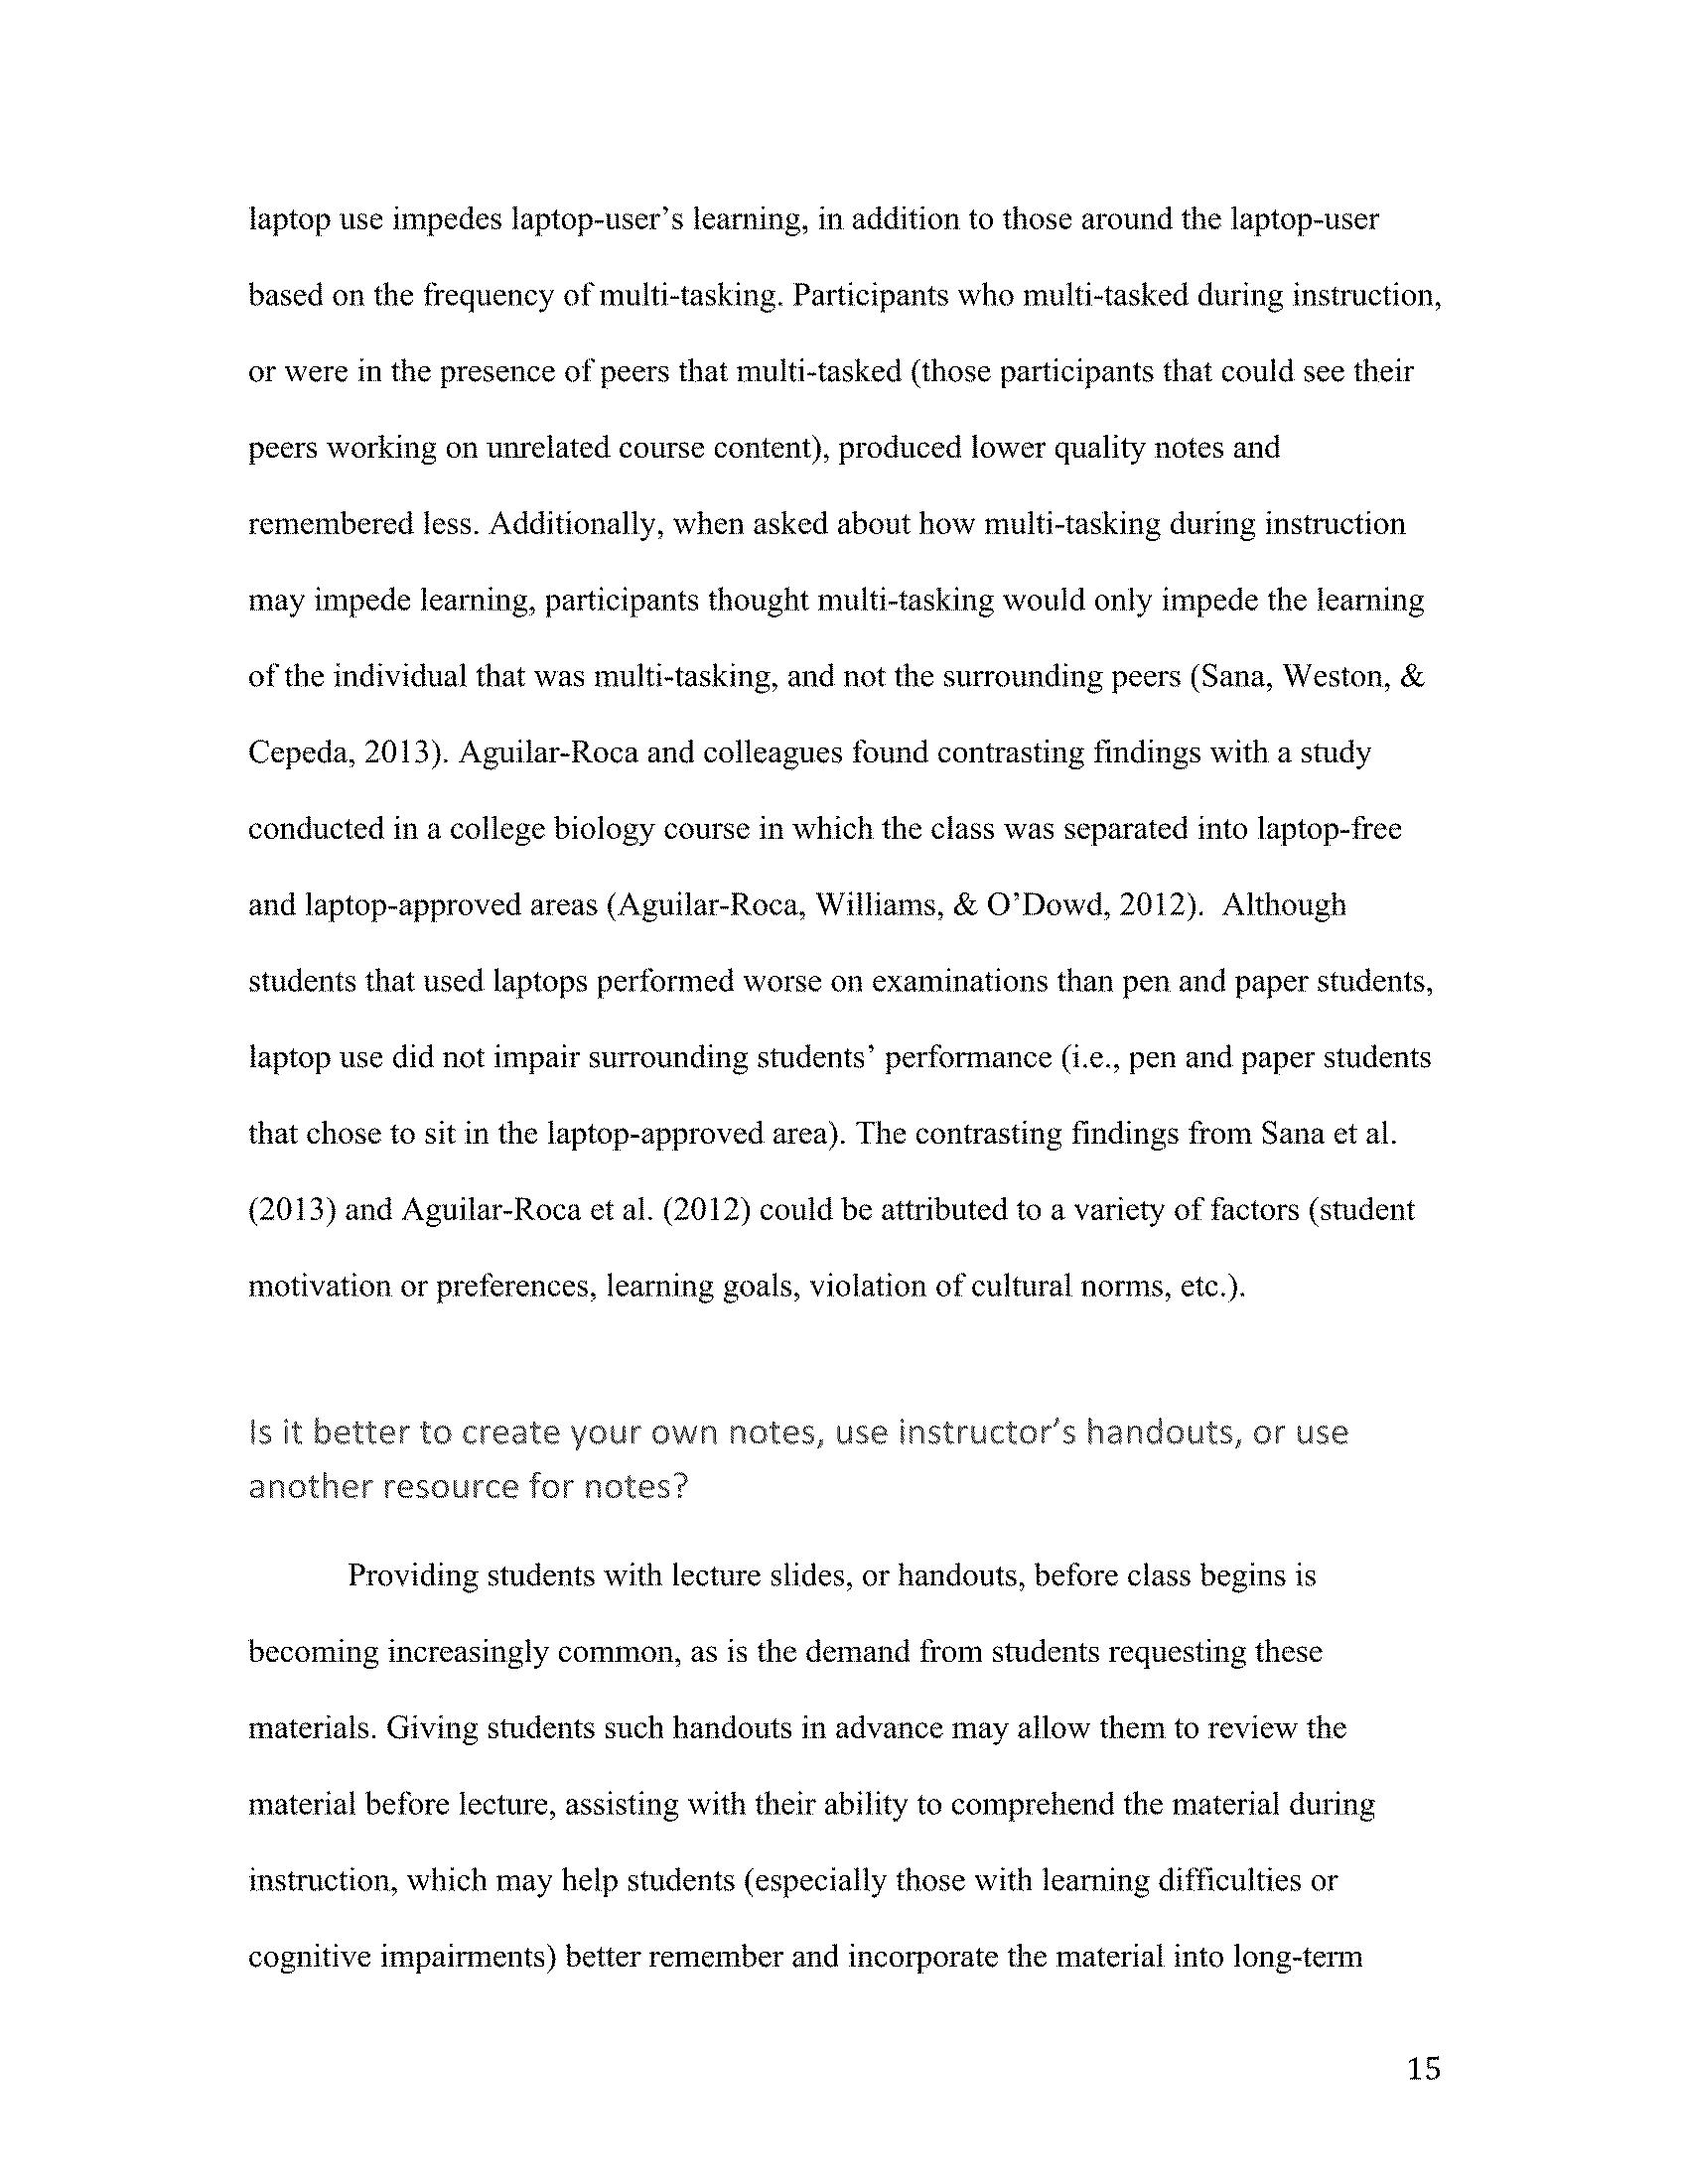 laptop use impedes laptop-user’s learning, in addition to those around the laptop-user
based on the frequency of multi-tasking. Participants who multi-tasked during instruction,
or were in the presence of peers that multi-tasked (those participants that could see their
peers working on unrelated course content), produced lower quality notes and
remembered less. Additionally, when asked about how multi-tasking during instruction
may impede learning, participants thought multi-tasking would only impede the learning
of the individual that was multi-tasking, and not the surrounding peers (Sana, Weston, &
Cepeda, 2013). Aguilar-Roca and colleagues found contrasting findings with a study
conducted in a college biology course in which the class was separated into laptop-free
and laptop-approved areas (Aguilar-Roca, Williams, & O’Dowd, 2012).  Although
students that used laptops performed worse on examinations than pen and paper students,
laptop use did not impair surrounding students’ performance (i.e., pen and paper students
that chose to sit in the laptop-approved area). The contrasting findings from Sana et al.
(2013) and Aguilar-Roca et al. (2012) could be attributed to a variety of factors (student
motivation or preferences, learning goals, violation of cultural norms, etc.).
Is it better to create your own notes, use instructor’s handouts, or use
another resource for notes?
Providing students with lecture slides, or handouts, before class begins is
becoming increasingly common, as is the demand from students requesting these
materials. Giving students such handouts in advance may allow them to review the
material before lecture, assisting with their ability to comprehend the material during
instruction, which may help students (especially those with learning difficulties or
cognitive impairments) better remember and incorporate the material into long-term
15